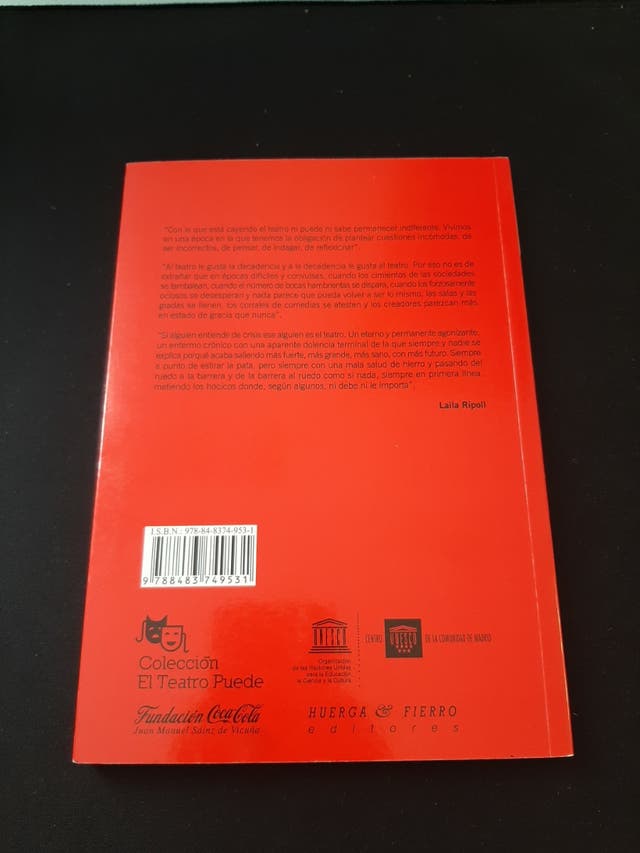 "Con la que está cayendo el teatro ni puede ni sabe permanecer indiferente. Vivimos
en una época en la que tenemos la obligación de plantear cuestiones incómodas, de
ser incorrectos, de pensar, de indagar, de reflexionar".
"Al teatro le gusta la decadencia y a la decadencia le gusta el teatro. Por eso no es de
extrañar que en épocas difíciles y convulsas, cuando los cimientos de las sociedades
se tambalean, cuando el número de bocas hambrientas se dispara, cuando los forzosamente
ociosos se desesperan y nada parece que pueda volver a ser lo mismo, las salas y las
gradas se llenen, los corrales de comedias se atesten y los creadores parezcan más
en estado de gracia que nunca".
"Si alguien entiende de crisis ese alguien es el teatro. Un eterno y permanente agonizante,
un enfermo crónico con una aparente dolencia terminal de la que siempre y nadie se
explica porqué acaba saliendo más fuerte, más grande, más sano, con más futuro. Siempre
a punto de estirar la pata, pero siempre con una mala salud de hierro y pasando del
ruedo a la barrera y de la barrera al ruedo como si nada, siempre en primera línea,
metiendo los hocicos donde, según algunos, ni debe ni le importa".
Laila Ripoll
I.S.B.N.: 978-84-8374-953-1
9 788483 749531
Colección
El Teatro Puede
UNESCO
Organización
de las Naciones Unidas
para la Educación,
la Ciencia y la Cultura
CENTRO UNESCO DE LA COMUNIDAD DE MADRID
Fundación Coca-Cola
Juan Manuel Sáinz de Vicuña
HUERGA & FIERRO
editores